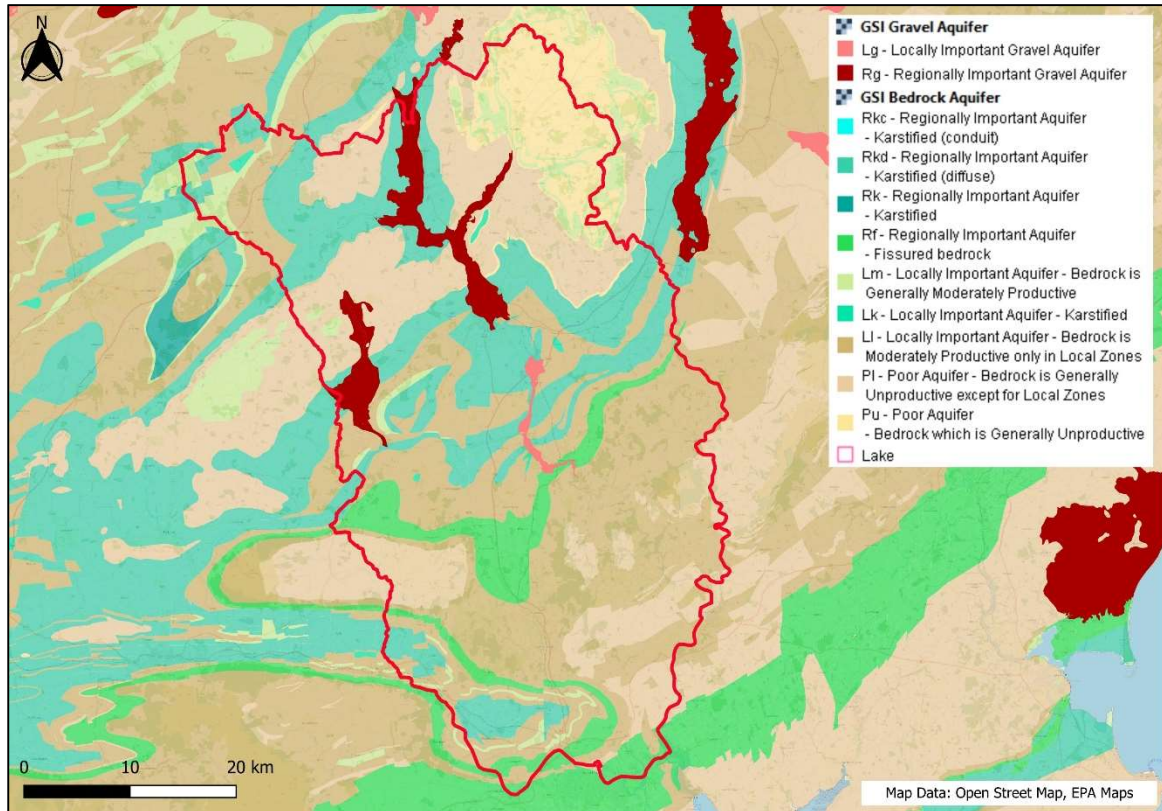 N
GSI Gravel Aquifer
Lg - Locally Important Gravel Aquifer
Rg - Regionally Important Gravel Aquifer
GSI Bedrock Aquifer
Rkc - Regionally Important Aquifer
- Karstified (conduit)
Rkd - Regionally Important Aquifer
- Karstified (diffuse)
Rk - Regionally Important Aquifer
- Karstified
Rf - Regionally Important Aquifer
- Fissured bedrock
Lm - Locally Important Aquifer - Bedrock is
Generally Moderately Productive
Lk - Locally Important Aquifer - Karstified
Ll - Locally Important Aquifer - Bedrock is
Moderately Productive only in Local Zones
Pl - Poor Aquifer - Bedrock is Generally
Unproductive except for Local Zones
Pu - Poor Aquifer
- Bedrock which is Generally Unproductive
Lake
0 10 20 km
Map Data: Open Street Map, EPA Maps